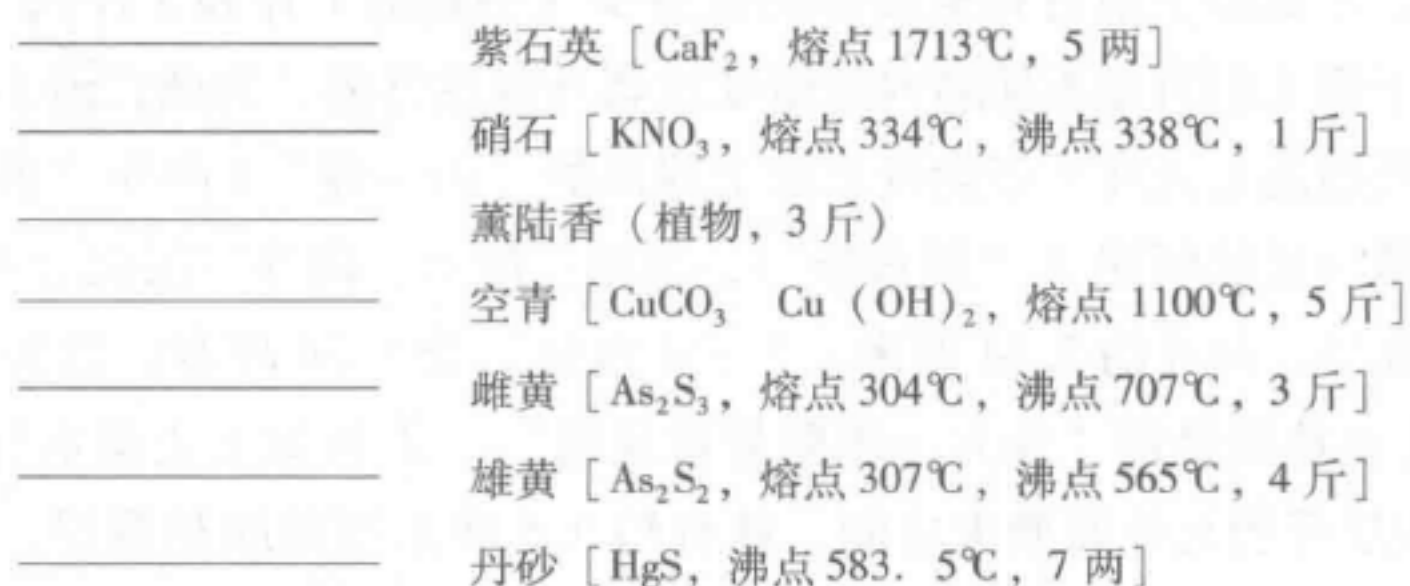 紫石英［CaF₂，熔点 1713℃，5 两］
硝石［KNO₃，熔点 334℃，沸点 338℃，1 斤］
薰陆香（植物，3 斤）
空青［CuCO₃　Cu（OH）₂，熔点 1100℃，5 斤］
雌黄［As₂S₃，熔点 304℃，沸点 707℃，3 斤］
雄黄［As₂S₂，熔点 307℃，沸点 565℃，4 斤］
丹砂［HgS，沸点 583. 5℃，7 两］